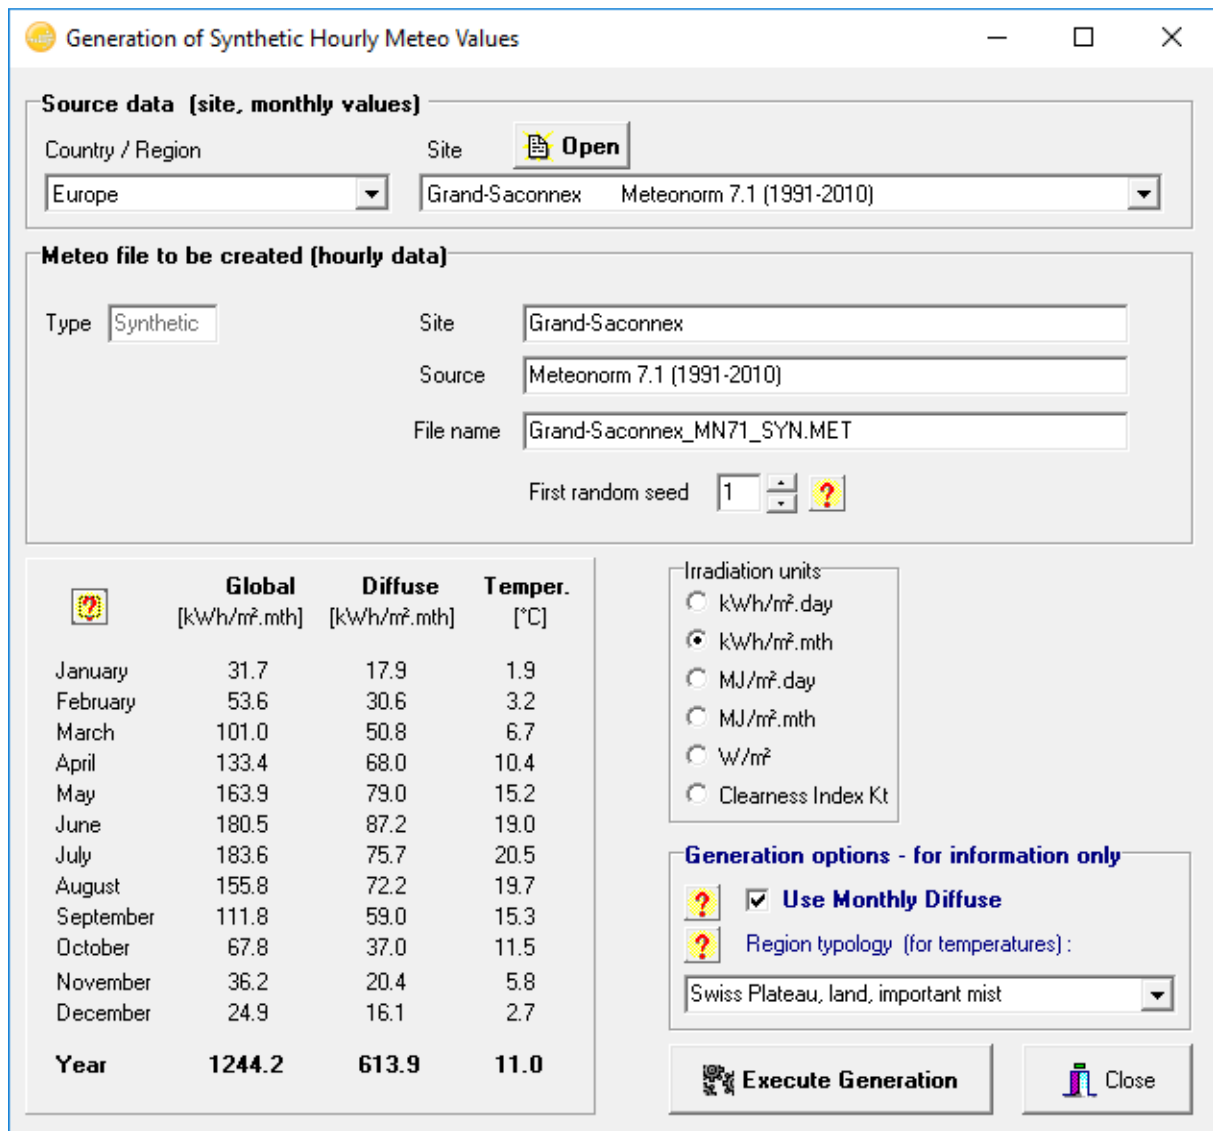 Generation of Synthetic Hourly Meteo Values
Source data (site, monthly values)
Country / Region
Site
Open
Europe
Grand-Saconnex Meteonorm 7.1 (1991-2010)
Meteo file to be created (hourly data)
Type Synthetic
Site Grand-Saconnex
Source Meteonorm 7.1 (1991-2010)
File name Grand-Saconnex_MN71_SYN.MET
First random seed 1 ?
? Global Diffuse Temper.
[kWh/m².mth] [kWh/m².mth] [°C]
January 31.7 17.9 1.9
February 53.6 30.6 3.2
March 101.0 50.8 6.7
April 133.4 68.0 10.4
May 163.9 79.0 15.2
June 180.5 87.2 19.0
July 183.6 75.7 20.5
August 155.8 72.2 19.7
September 111.8 59.0 15.3
October 67.8 37.0 11.5
November 36.2 20.4 5.8
December 24.9 16.1 2.7
Year 1244.2 613.9 11.0
Irradiation units
kWh/m².day
kWh/m².mth
MJ/m².day
MJ/m².mth
W/m²
Clearness Index Kt
Generation options - for information only
? Use Monthly Diffuse
? Region typology (for temperatures) :
Swiss Plateau, land, important mist
Execute Generation
Close